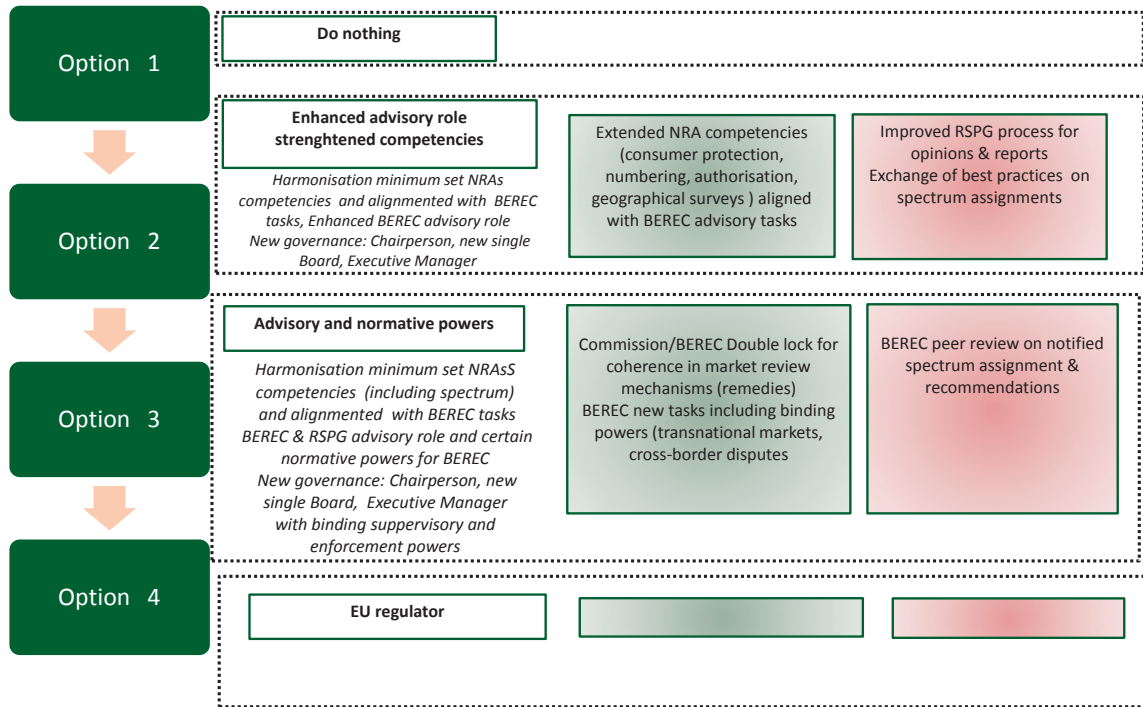 Option 1
Do nothing
Option 2
Enhanced advisory role
strenghtened competencies
Harmonisation minimum set NRAs
competencies and alignmented with BEREC
tasks, Enhanced BEREC advisory role
New governance: Chairperson, new single
Board, Executive Manager
Extended NRA competencies
(consumer protection,
numbering, authorisation,
geographical surveys ) aligned
with BEREC advisory tasks
Improved RSPG process for
opinions & reports
Exchange of best practices on
spectrum assignments
Option 3
Advisory and normative powers
Harmonisation minimum set NRAsS
competencies (including spectrum)
and alignmented with BEREC tasks
BEREC & RSPG advisory role and certain
normative powers for BEREC
New governance: Chairperson, new
single Board, Executive Manager
with binding suppervisory and
enforcement powers
Commission/BEREC Double lock for
coherence in market review
mechanisms (remedies)
BEREC new tasks including binding
powers (transnational markets,
cross-border disputes
BEREC peer review on notified
spectrum assignment &
recommendations
Option 4
EU regulator